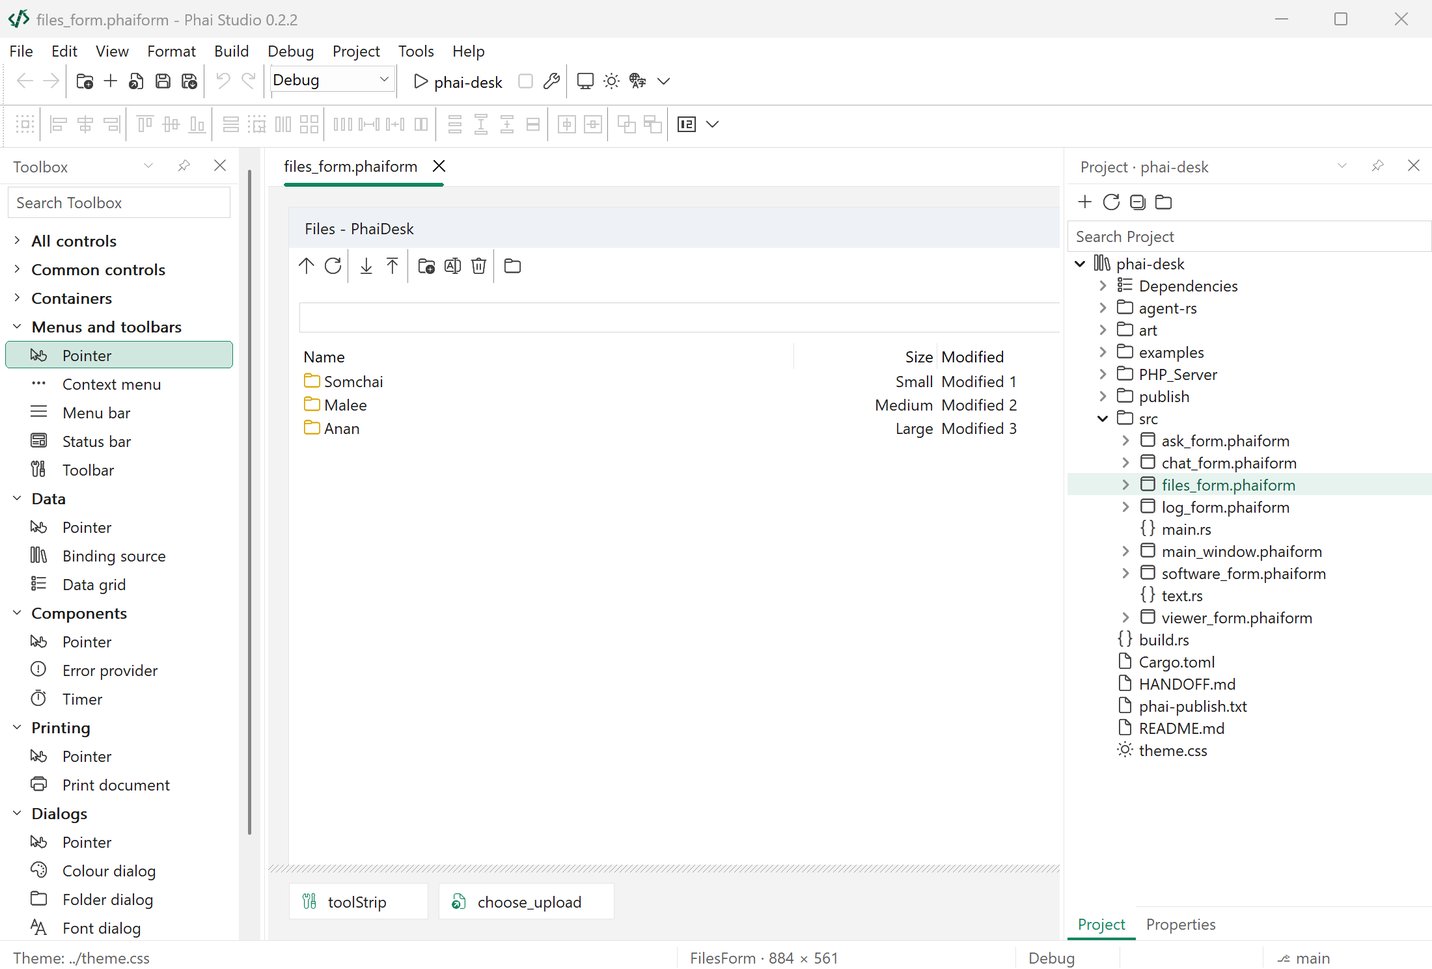 files_form.phaiform - Phai Studio 0.2.2
File Edit View Format Build Debug Project Tools Help
Debug
phai-desk
Toolbox
Search Toolbox
All controls
Common controls
Containers
Menus and toolbars
Pointer
Context menu
Menu bar
Status bar
Toolbar
Data
Pointer
Binding source
Data grid
Components
Pointer
Error provider
Timer
Printing
Pointer
Print document
Dialogs
Pointer
Colour dialog
Folder dialog
Font dialog
files_form.phaiform
Files - PhaiDesk
Name Size Modified
Somchai Small Modified 1
Malee Medium Modified 2
Anan Large Modified 3
toolStrip choose_upload
Project · phai-desk
Search Project
phai-desk
Dependencies
agent-rs
art
examples
PHP_Server
publish
src
ask_form.phaiform
chat_form.phaiform
files_form.phaiform
log_form.phaiform
main.rs
main_window.phaiform
software_form.phaiform
text.rs
viewer_form.phaiform
build.rs
Cargo.toml
HANDOFF.md
phai-publish.txt
README.md
theme.css
Project Properties
Theme: ../theme.css
FilesForm · 884 × 561
Debug
main